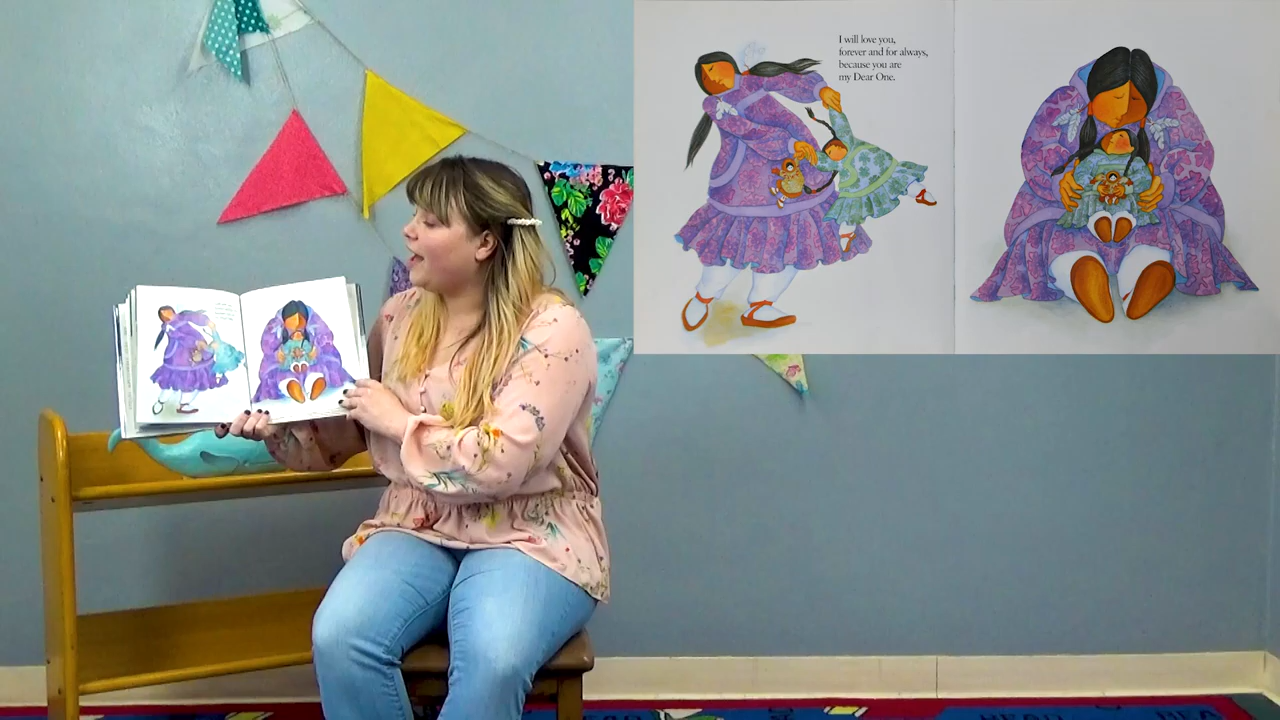 I will love you,
forever and for always,
because you are
my Dear One.